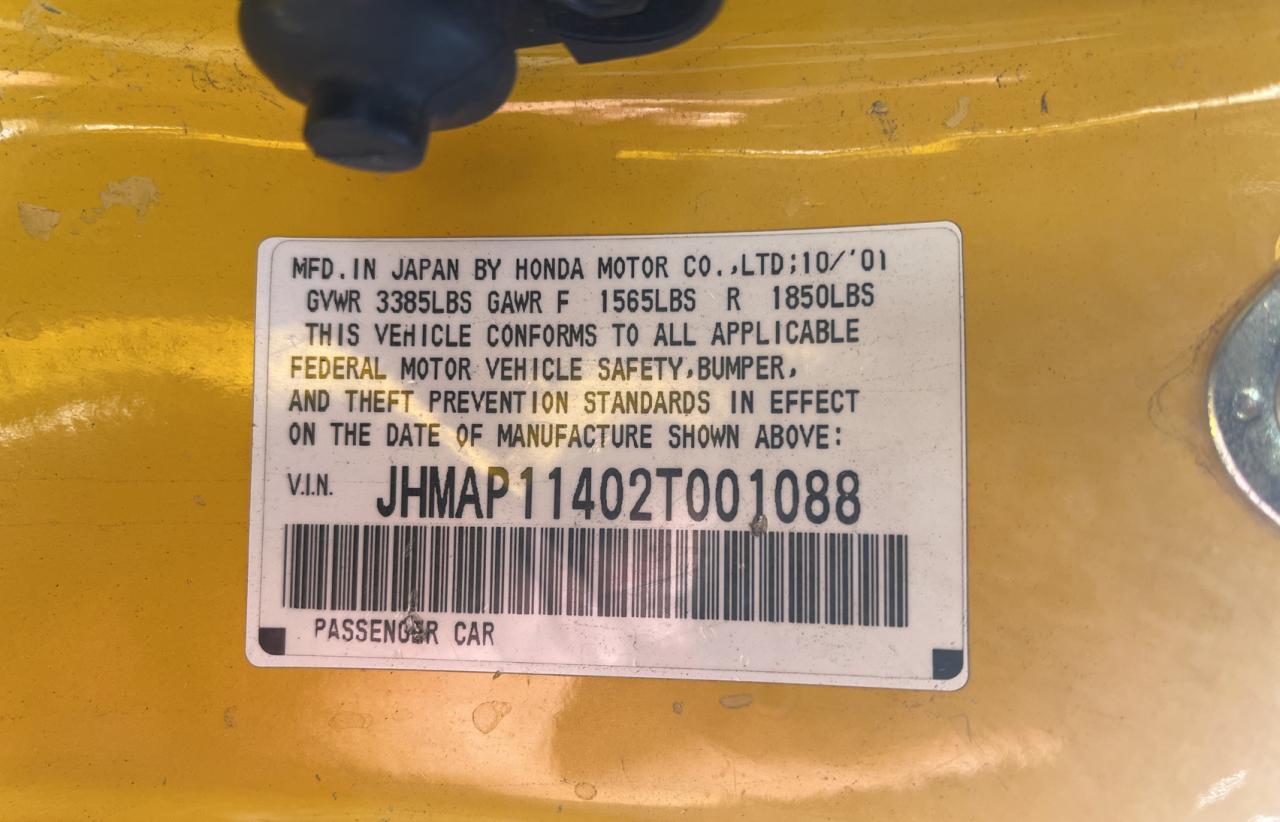 MFD.IN JAPAN BY HONDA MOTOR CO.,LTD;10/'01
GVWR 3385LBS GAWR F 1565LBS R 1850LBS
THIS VEHICLE CONFORMS TO ALL APPLICABLE
FEDERAL MOTOR VEHICLE SAFETY,BUMPER,
AND THEFT PREVENTION STANDARDS IN EFFECT
ON THE DATE OF MANUFACTURE SHOWN ABOVE:
V.I.N. JHMAP11402T001088
PASSENGER CAR